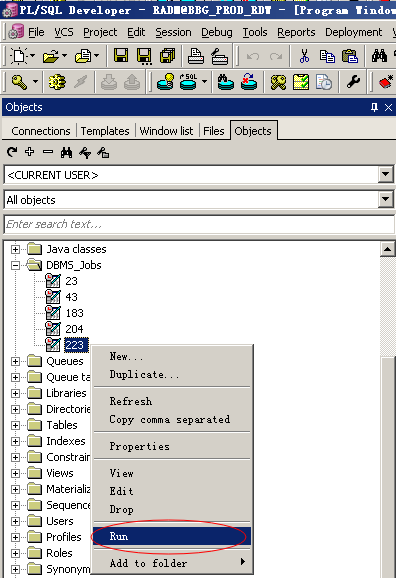 PL/SQL Developer - RADM@BBG_PROD_RDW - [Program Window
File VCS Project Edit Session Debug Tools Reports Deployment
SQL
Objects
Connections Templates Window list Files Objects
<CURRENT USER>
All objects
Enter search text...
Java classes
DBMS_Jobs
23
43
183
204
223
New...
Queues
Duplicate...
Queue ta
Libraries
Refresh
Directorie
Copy comma separated
Tables
Indexes
Properties
Constrain
Views
View
Materializ
Edit
Sequence
Drop
Users
Profiles
Run
Roles
Synonym
Add to folder